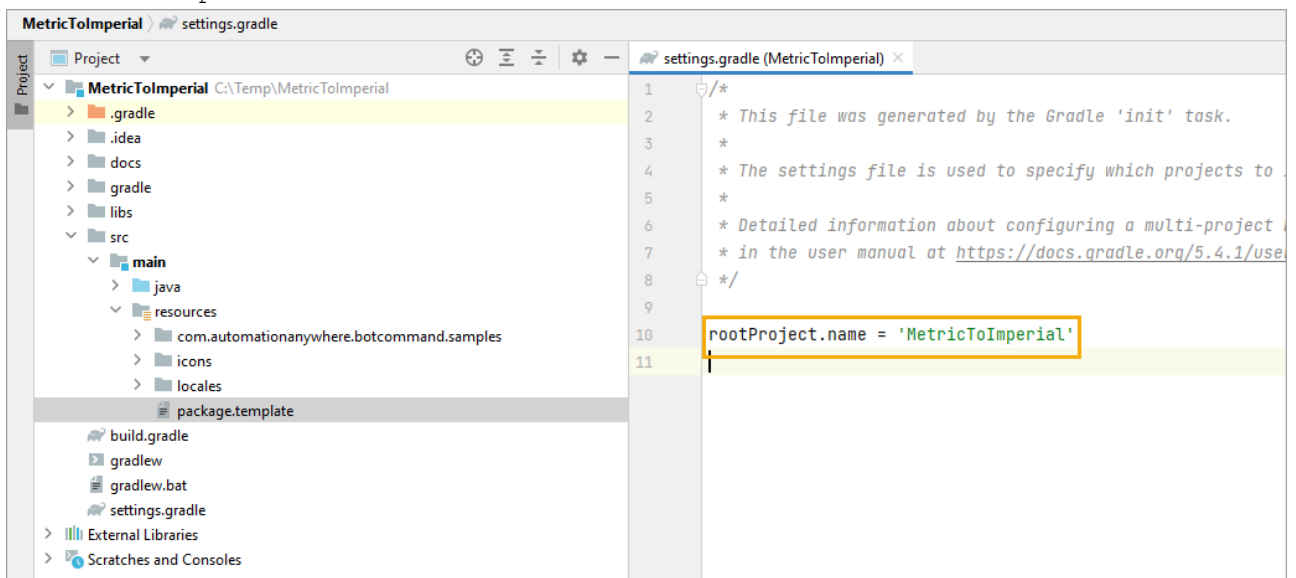 MetricToImperial settings.gradle
Project
Project
settings.gradle (MetricToImperial)
MetricToImperial C:\Temp\MetricToImperial
.gradle
.idea
docs
gradle
libs
src
main
java
resources
com.automationanywhere.botcommand.samples
icons
locales
package.template
build.gradle
gradlew
gradlew.bat
settings.gradle
External Libraries
Scratches and Consoles
1 /*
2 * This file was generated by the Gradle 'init' task.
3 *
4 * The settings file is used to specify which projects to
5 *
6 * Detailed information about configuring a multi-project
7 * in the user manual at https://docs.gradle.org/5.4.1/use
8 */
9
10 rootProject.name = 'MetricToImperial'
11